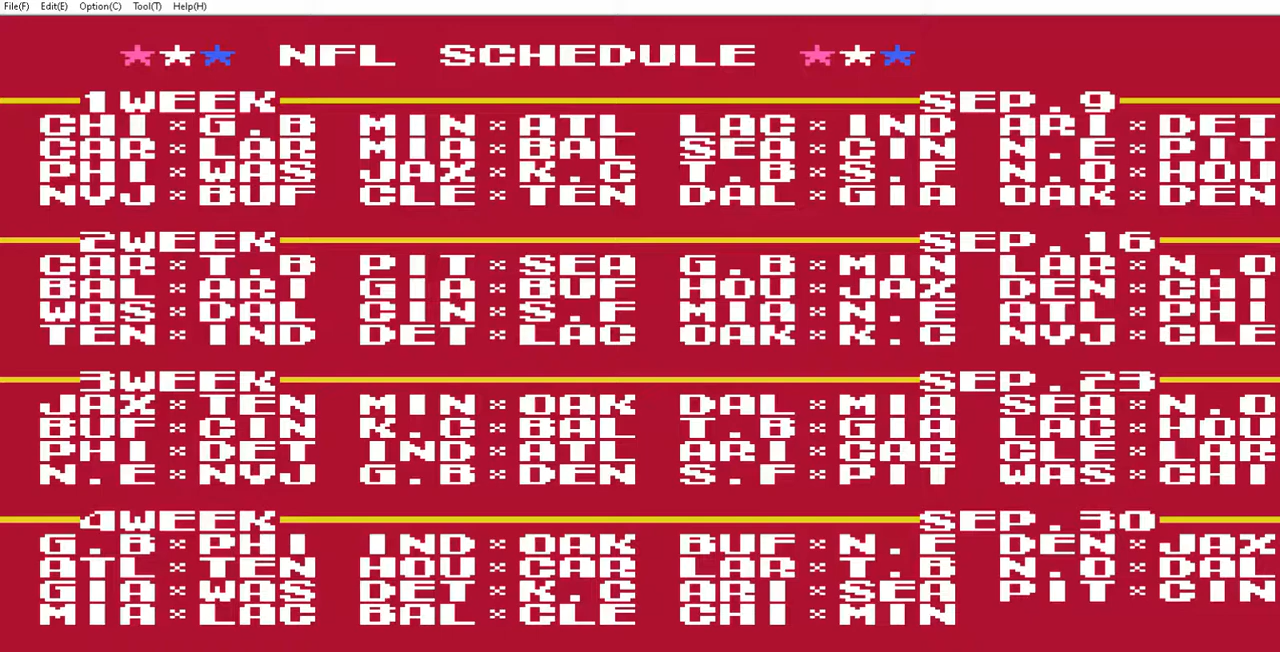 File(F) Edit(E) Option(C) Tool(T) Help(H)
NFL SCHEDULE
1WEEK SEP.9
CHI×G.B MIN×ATL LAC×IND ARI×DET
CAR×LAR MIA×BAL SEA×CIN N.E×PIT
PHI×WAS JAX×K.C T.B×S.F N.O×HOU
NVJ×BUF CLE×TEN DAL×GIA OAK×DEN
2WEEK SEP.16
CAR×T.B PIT×SEA G.B×MIN LAR×N.O
BAL×ARI GIA×BUF HOU×JAX DEN×CHI
WAS×DAL CIN×S.F MIA×N.E ATL×PHI
TEN×IND DET×LAC OAK×K.C NVJ×CLE
3WEEK SEP.23
JAX×TEN MIN×OAK DAL×MIA SEA×N.O
BUF×CIN K.C×BAL T.B×GIA LAC×HOU
PHI×DET IND×ATL ARI×CAR CLE×LAR
N.E×NVJ G.B×DEN S.F×PIT WAS×CHI
4WEEK SEP.30
G.B×PHI IND×OAK BUF×N.E DEN×JAX
ATL×TEN HOU×CAR LAR×T.B N.O×DAL
GIA×WAS DET×K.C ARI×SEA PIT×CIN
MIA×LAC BAL×CLE CHI×MIN